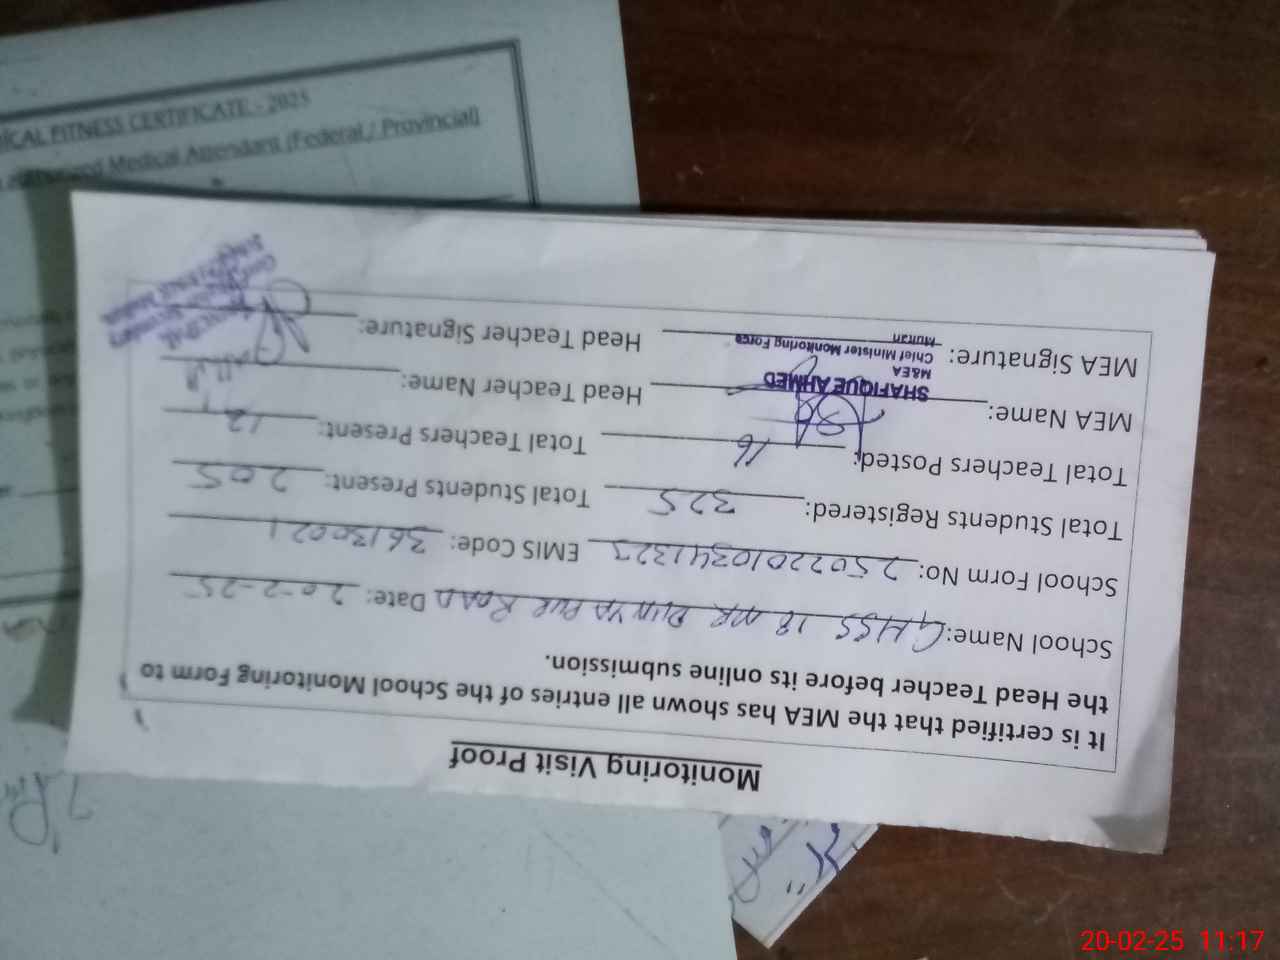 Monitoring Visit Proof
It is certified that the MEA has shown all entries of the School Monitoring Form to
the Head Teacher before its online submission.
School Name: GHSS 18 MR DUNYA PUR ROAD Date: 20-2-25
School Form No: 25022010341323 EMIS Code: 36130021
Total Students Registered: 325 Total Students Present: 205
Total Teachers Posted: 16 Total Teachers Present: 12
MEA Name: Head Teacher Name:
SHAFIQUE AHMED
M&EA
Chief Minister Monitoring Force
Multan
MEA Signature: Head Teacher Signature:
ICAL FITNESS CERTIFICATE - 2025
Medical Attendant (Federal / Provincial)
20-02-25 11:17